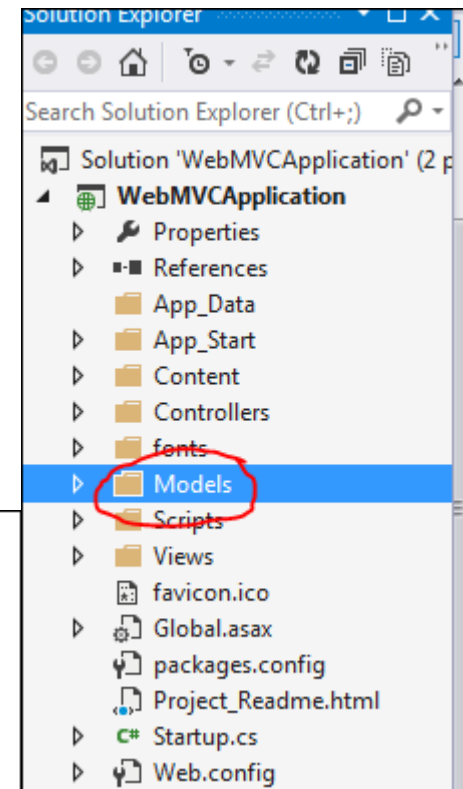 Solution Explorer
Search Solution Explorer (Ctrl+;)
Solution 'WebMVCApplication' (2 p
WebMVCApplication
Properties
References
App_Data
App_Start
Content
Controllers
fonts
Models
Scripts
Views
favicon.ico
Global.asax
packages.config
Project_Readme.html
C# Startup.cs
Web.config